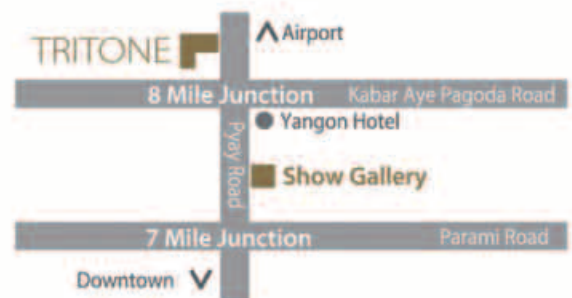 Airport
TRITONE
8 Mile Junction Kabar Aye Pagoda Road
Yangon Hotel
Pyay Road
Show Gallery
7 Mile Junction Parami Road
Downtown